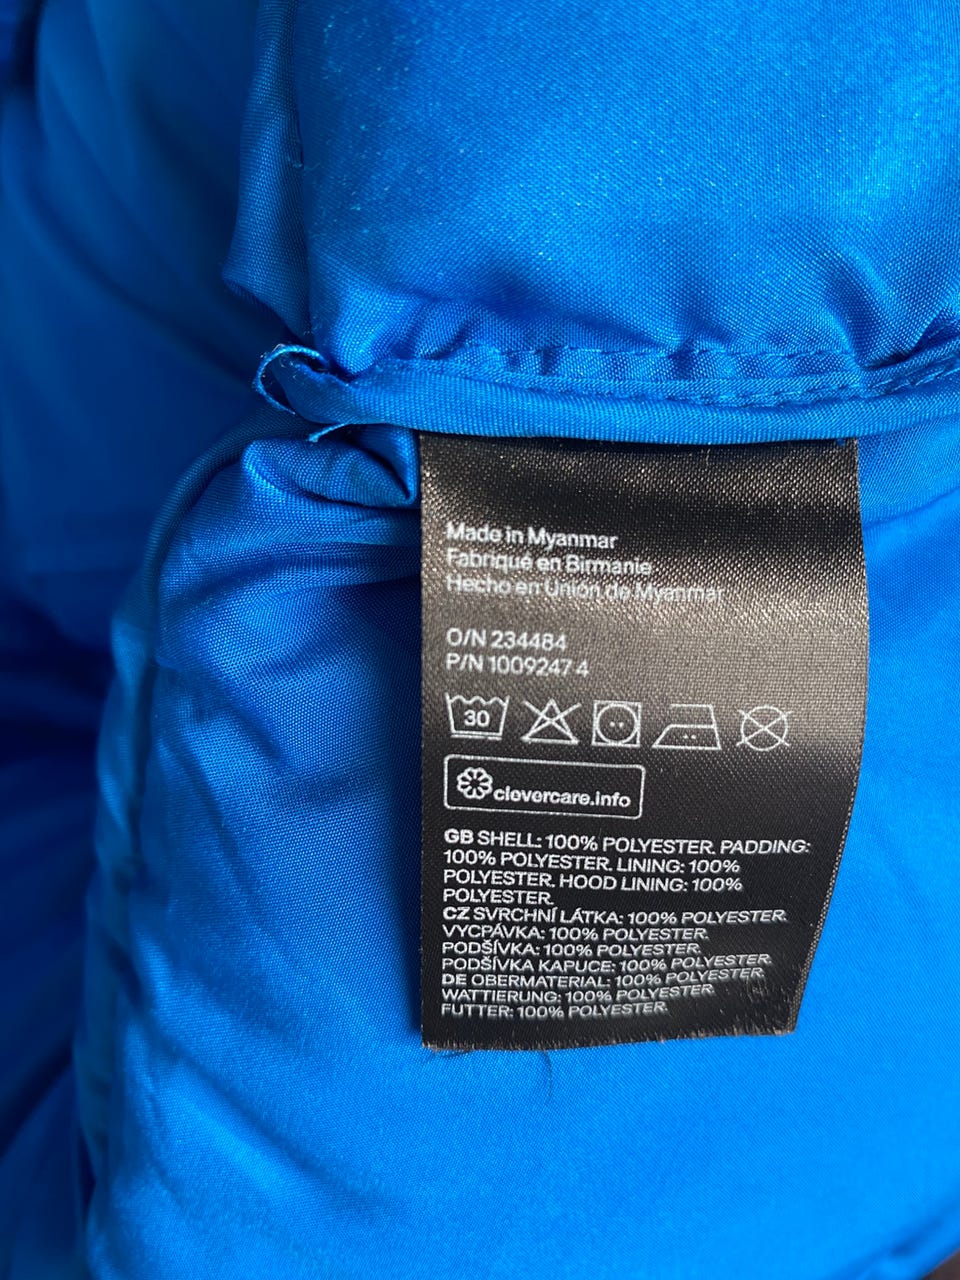 Made in Myanmar
Fabriqué en Birmanie
Hecho en Unión de Myanmar
O/N 234484
P/N 1009247 4
30
clevercare.info
GB SHELL: 100% POLYESTER. PADDING:
100% POLYESTER. LINING: 100%
POLYESTER. HOOD LINING: 100%
POLYESTER.
CZ SVRCHNÍ LÁTKA: 100% POLYESTER.
VYCPÁVKA: 100% POLYESTER.
PODŠÍVKA: 100% POLYESTER.
PODŠÍVKA KAPUCE: 100% POLYESTER.
DE OBERMATERIAL: 100% POLYESTER.
WATTIERUNG: 100% POLYESTER.
FUTTER: 100% POLYESTER.